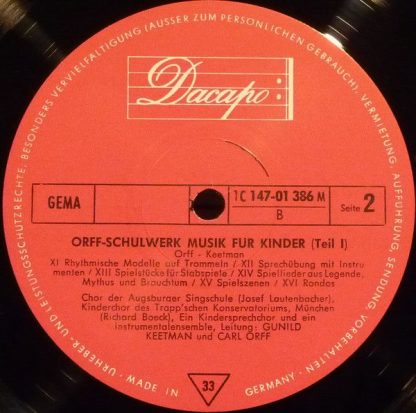 Dacapo
GEMA
1C 147-01 386 M
B
Seite 2
ORFF-SCHULWERK MUSIK FUR KINDER (Teil I)
Orff - Keetman
XI Rhythmische Modelle auf Trommeln / XII Sprechübung mit Instru
menten / XIII Spielstücke für Stabspiele / XIV Spiellieder aus Legende,
Mythus und Brauchtum / XV Spielszenen / XVI Rondos
Chor der Augsburger Singschule (Josef Lautenbacher),
Kinderchor des Trapp'schen Konservatoriums, München
(Richard Boeck), Ein Kindersprechchor und ein
instrumentalensemble, Leitung: GUNILD
KEETMAN und CARL ORFF
33
MADE IN GERMANY · URHEBER- UND LEISTUNGSSCHUTZRECHTE: BESONDERS VERVIELFÄLTIGUNG (AUSSER ZUM PERSÖNLICHEN GEBRAUCH), VERMIETUNG, AUFFÜHRUNG, SENDUNG, VORBEHALTEN